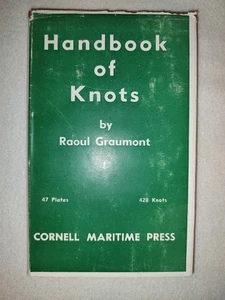 Handbook
of
Knots
by
Raoul Graumont
47 Plates 428 Knots
CORNELL MARITIME PRESS